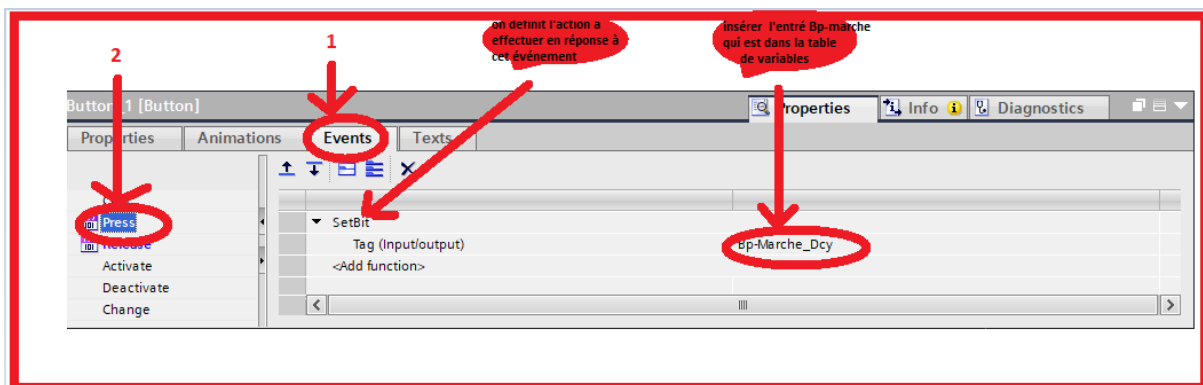 on definit l'action à
effectuer en réponse à
cet événement
insérer l'entré Bp-marche
qui est dans la table
de variables
1
2
Button_1 [Button]
Properties
Info
Diagnostics
Properties
Animations
Events
Texts
Press
SetBit
Release
Tag (Input/output)
Bp-Marche_Dcy
Activate
<Add function>
Deactivate
Change